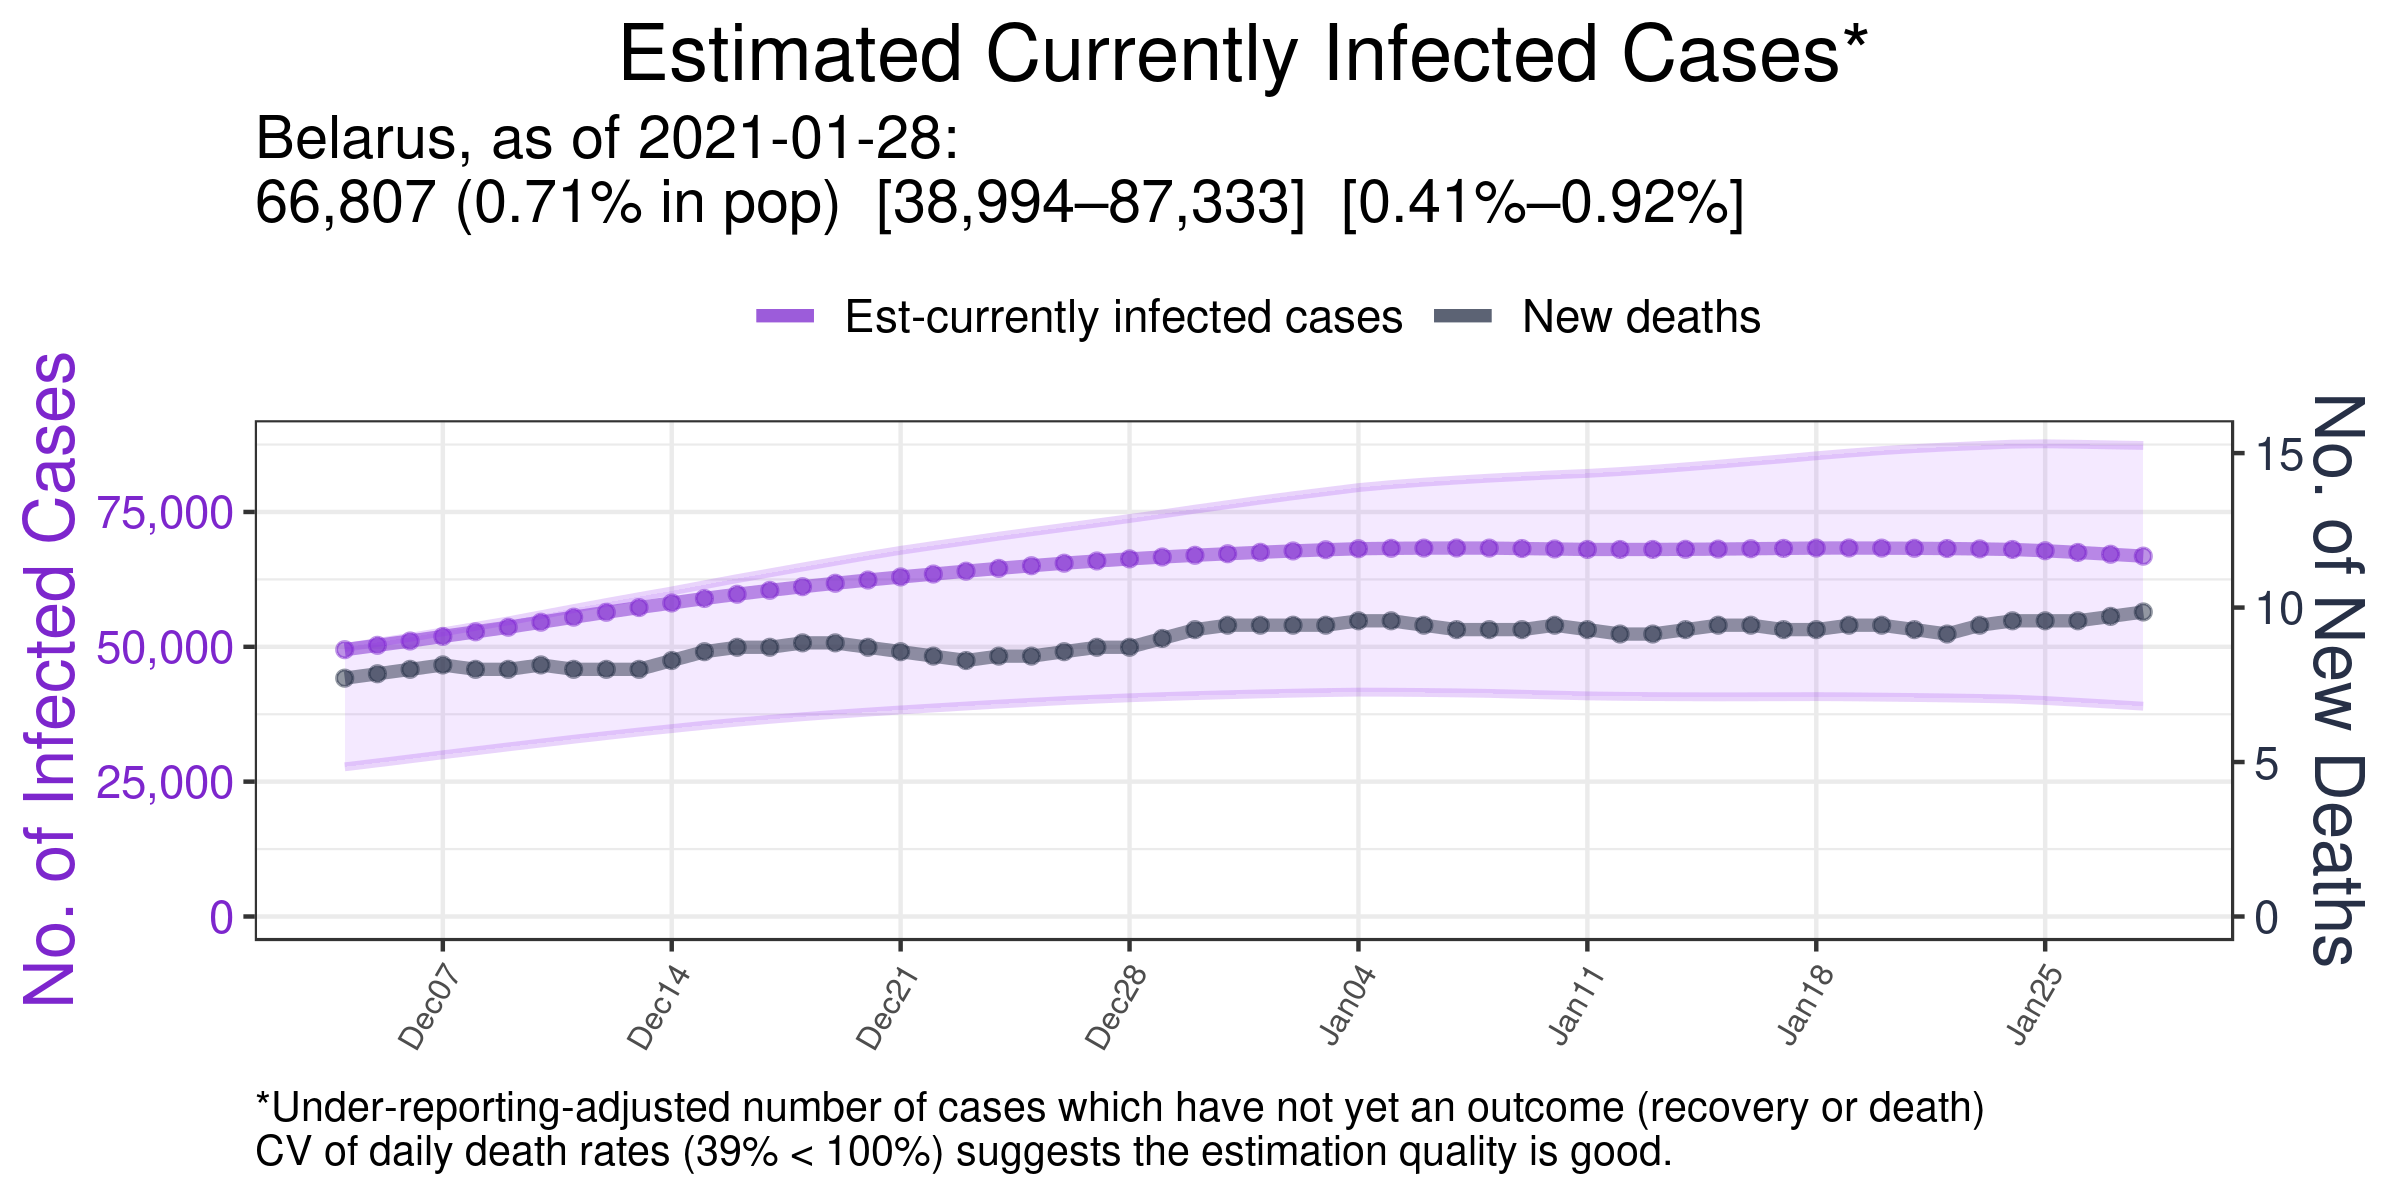 Estimated Currently Infected Cases*
Belarus, as of 2021-01-28:
66,807 (0.71% in pop)  [38,994–87,333]  [0.41%–0.92%]
Est-currently infected cases
New deaths
No. of Infected Cases
75,000
50,000
25,000
0
15
10
5
0
No. of New Deaths
Dec07
Dec14
Dec21
Dec28
Jan04
Jan11
Jan18
Jan25
*Under-reporting-adjusted number of cases which have not yet an outcome (recovery or death)
CV of daily death rates (39% < 100%) suggests the estimation quality is good.